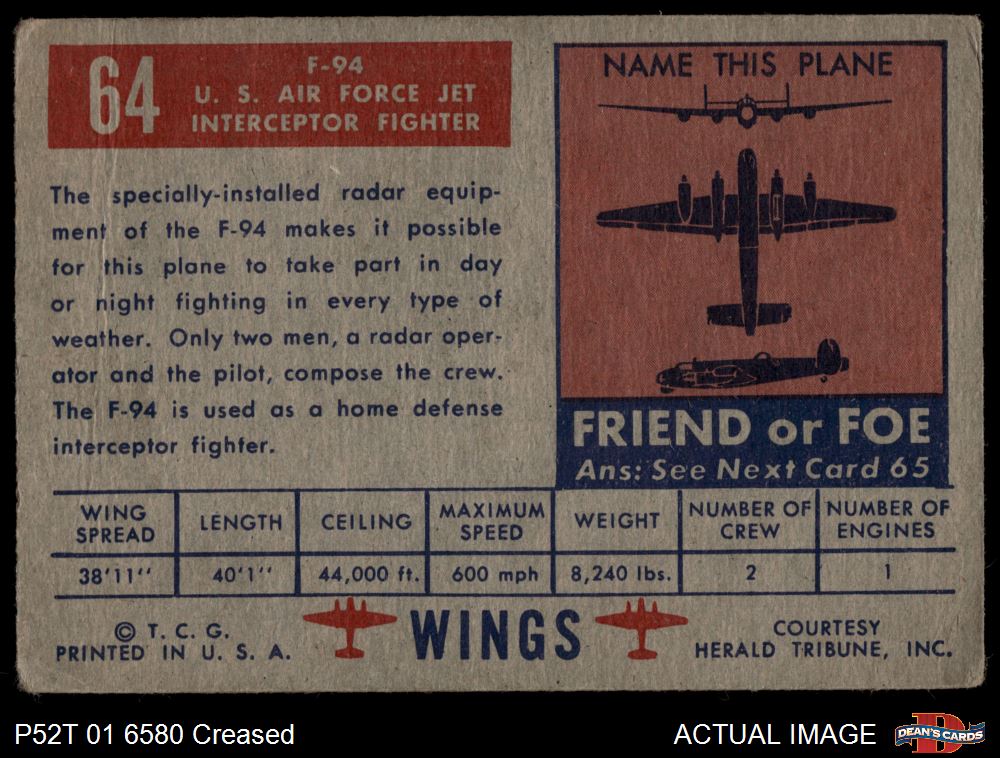 64
F-94
U. S. AIR FORCE JET
INTERCEPTOR FIGHTER
The specially-installed radar equip-
ment of the F-94 makes it possible
for this plane to take part in day
or night fighting in every type of
weather. Only two men, a radar oper-
ator and the pilot, compose the crew.
The F-94 is used as a home defense
interceptor fighter.
NAME THIS PLANE
FRIEND or FOE
Ans: See Next Card 65
WING SPREAD LENGTH CEILING MAXIMUM SPEED WEIGHT NUMBER OF CREW NUMBER OF ENGINES
38'11'' 40'1'' 44,000 ft. 600 mph 8,240 lbs. 2 1
© T. C. G.
PRINTED IN U. S. A.
WINGS
COURTESY
HERALD TRIBUNE, INC.
P52T 01 6580 Creased
ACTUAL IMAGE
D
DEAN'S CARDS